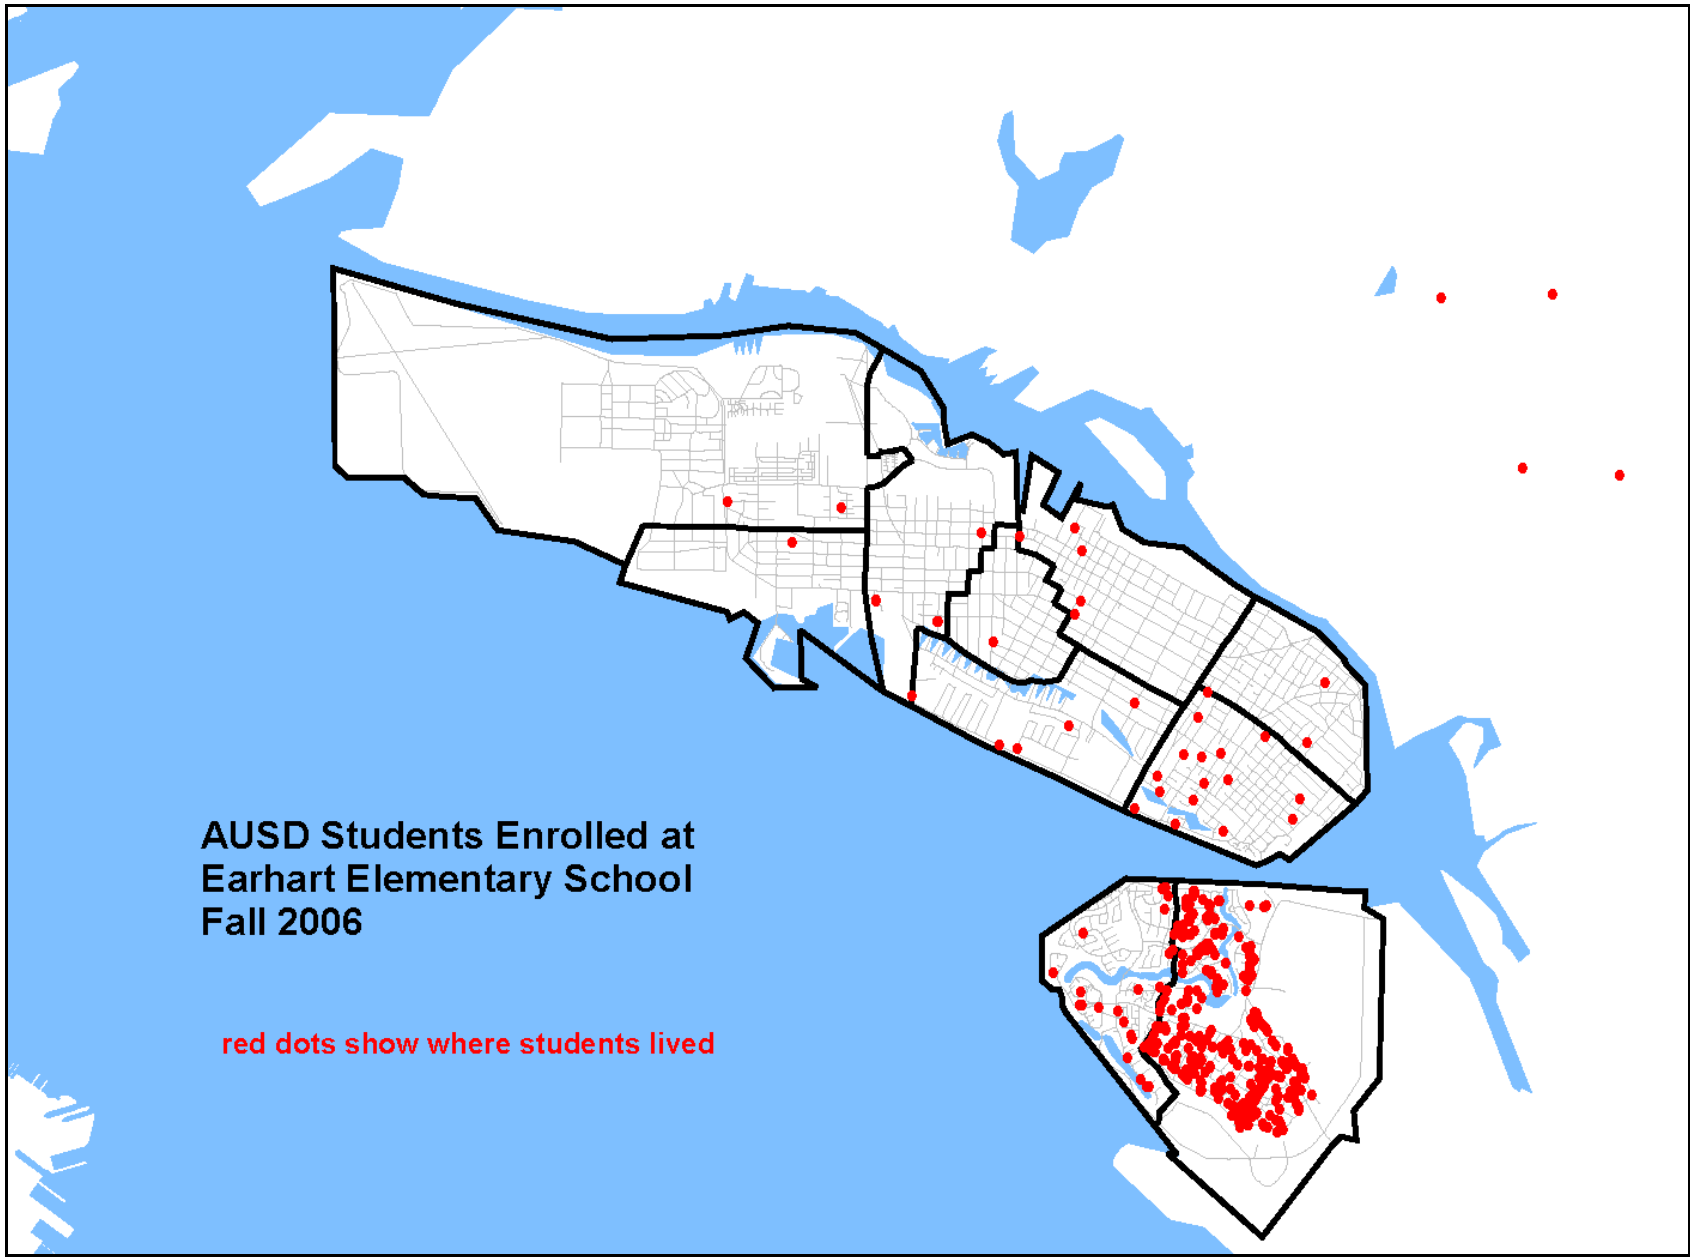 AUSD Students Enrolled at
Earhart Elementary School
Fall 2006
red dots show where students lived